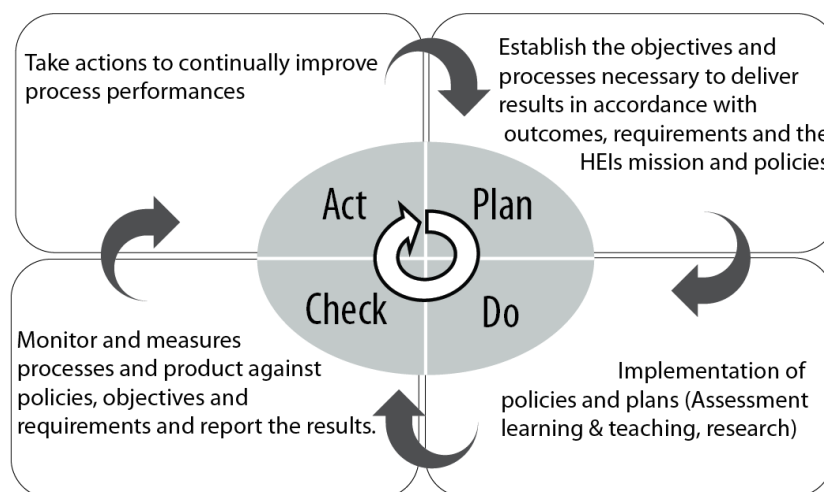 Take actions to continually improve
process performances
Establish the objectives and
processes necessary to deliver
results in accordance with
outcomes, requirements and the
HEIs mission and policies
Act
Plan
Check
Do
Monitor and measures
processes and product against
policies, objectives and
requirements and report the results.
Implementation of
policies and plans (Assessment
learning & teaching, research)